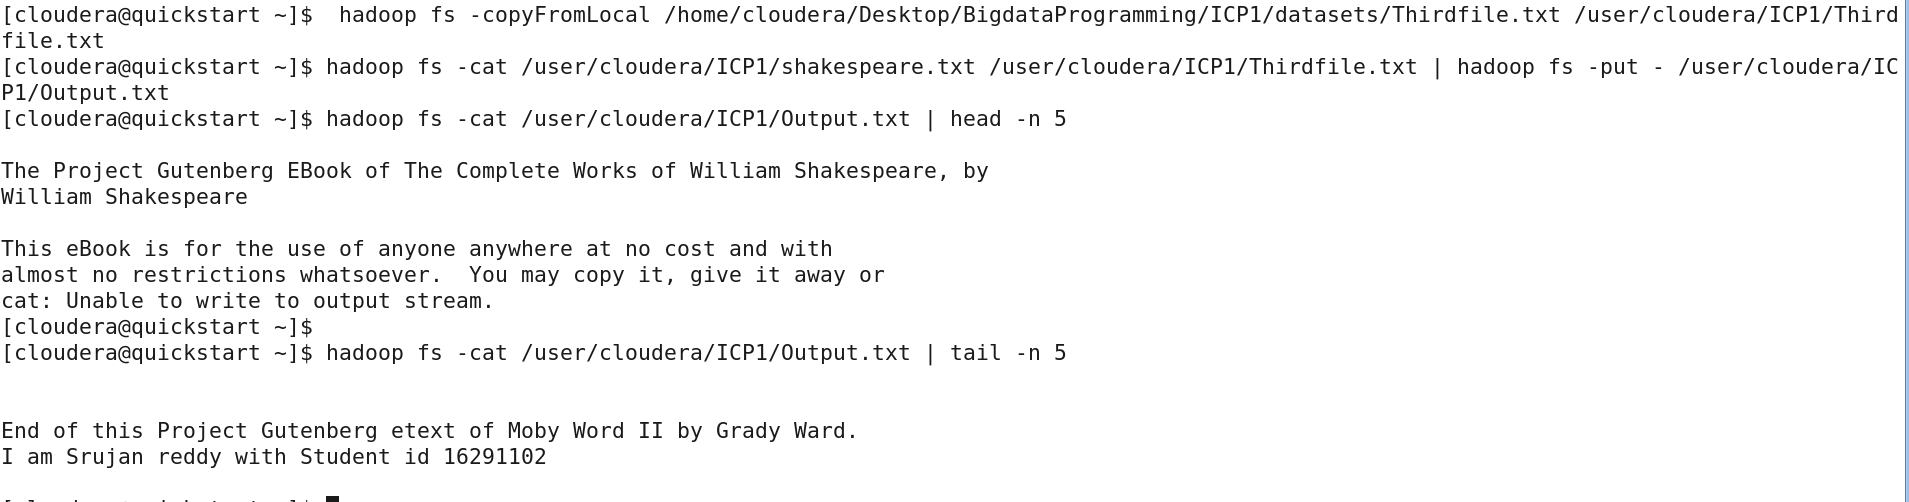 [cloudera@quickstart ~]$  hadoop fs -copyFromLocal /home/cloudera/Desktop/BigdataProgramming/ICP1/datasets/Thirdfile.txt /user/cloudera/ICP1/Third
file.txt
[cloudera@quickstart ~]$ hadoop fs -cat /user/cloudera/ICP1/shakespeare.txt /user/cloudera/ICP1/Thirdfile.txt | hadoop fs -put - /user/cloudera/IC
P1/Output.txt
[cloudera@quickstart ~]$ hadoop fs -cat /user/cloudera/ICP1/Output.txt | head -n 5
The Project Gutenberg EBook of The Complete Works of William Shakespeare, by
William Shakespeare
This eBook is for the use of anyone anywhere at no cost and with
almost no restrictions whatsoever.  You may copy it, give it away or
cat: Unable to write to output stream.
[cloudera@quickstart ~]$
[cloudera@quickstart ~]$ hadoop fs -cat /user/cloudera/ICP1/Output.txt | tail -n 5
End of this Project Gutenberg etext of Moby Word II by Grady Ward.
I am Srujan reddy with Student id 16291102